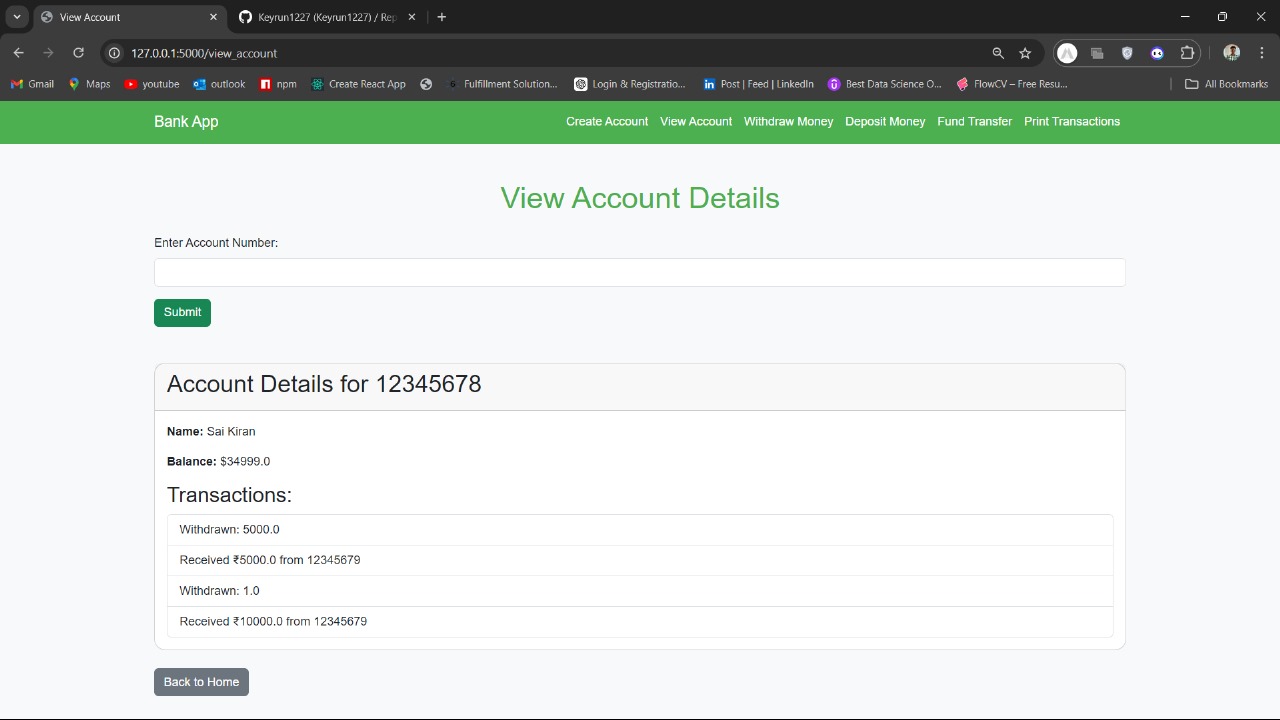 View Account
Keyrun1227 (Keyrun1227) / Rep
127.0.0.1:5000/view_account
Gmail Maps youtube outlook npm Create React App Fulfillment Solution... Login & Registratio... Post | Feed | LinkedIn Best Data Science O... FlowCV – Free Resu... All Bookmarks
Bank App
Create Account View Account Withdraw Money Deposit Money Fund Transfer Print Transactions
View Account Details
Enter Account Number:
Submit
Account Details for 12345678
Name: Sai Kiran
Balance: $34999.0
Transactions:
Withdrawn: 5000.0
Received ₹5000.0 from 12345679
Withdrawn: 1.0
Received ₹10000.0 from 12345679
Back to Home